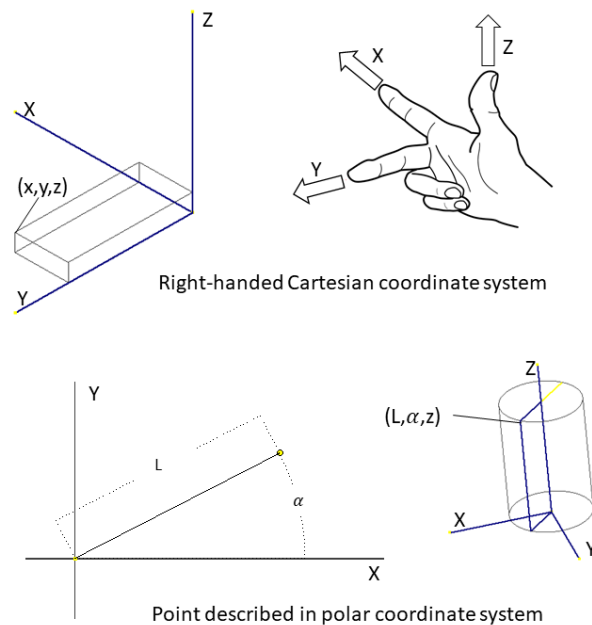 Z
X
(x,y,z)
Y
X
Z
Y
Right-handed Cartesian coordinate system
Y
L
α
X
Z
(L,α,z)
X
Y
Point described in polar coordinate system